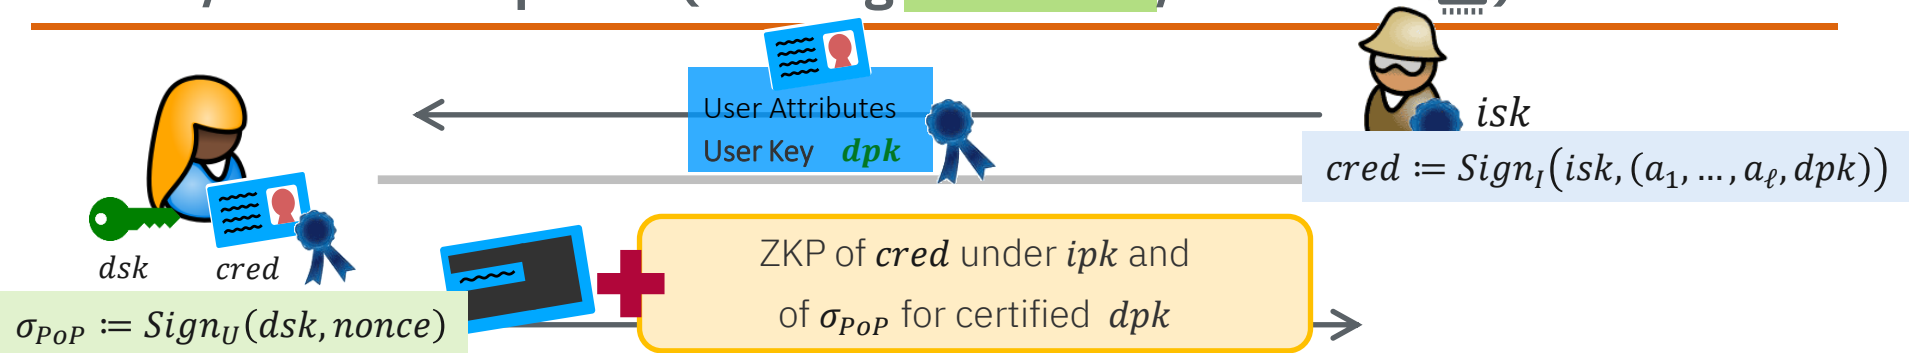 User Attributes
User Key dpk
isk
cred ≔ Sign_I(isk, (a_1, …, a_ℓ, dpk))
dsk cred
ZKP of cred under ipk and
of σ_PoP for certified dpk
σ_PoP ≔ Sign_U(dsk, nonce)